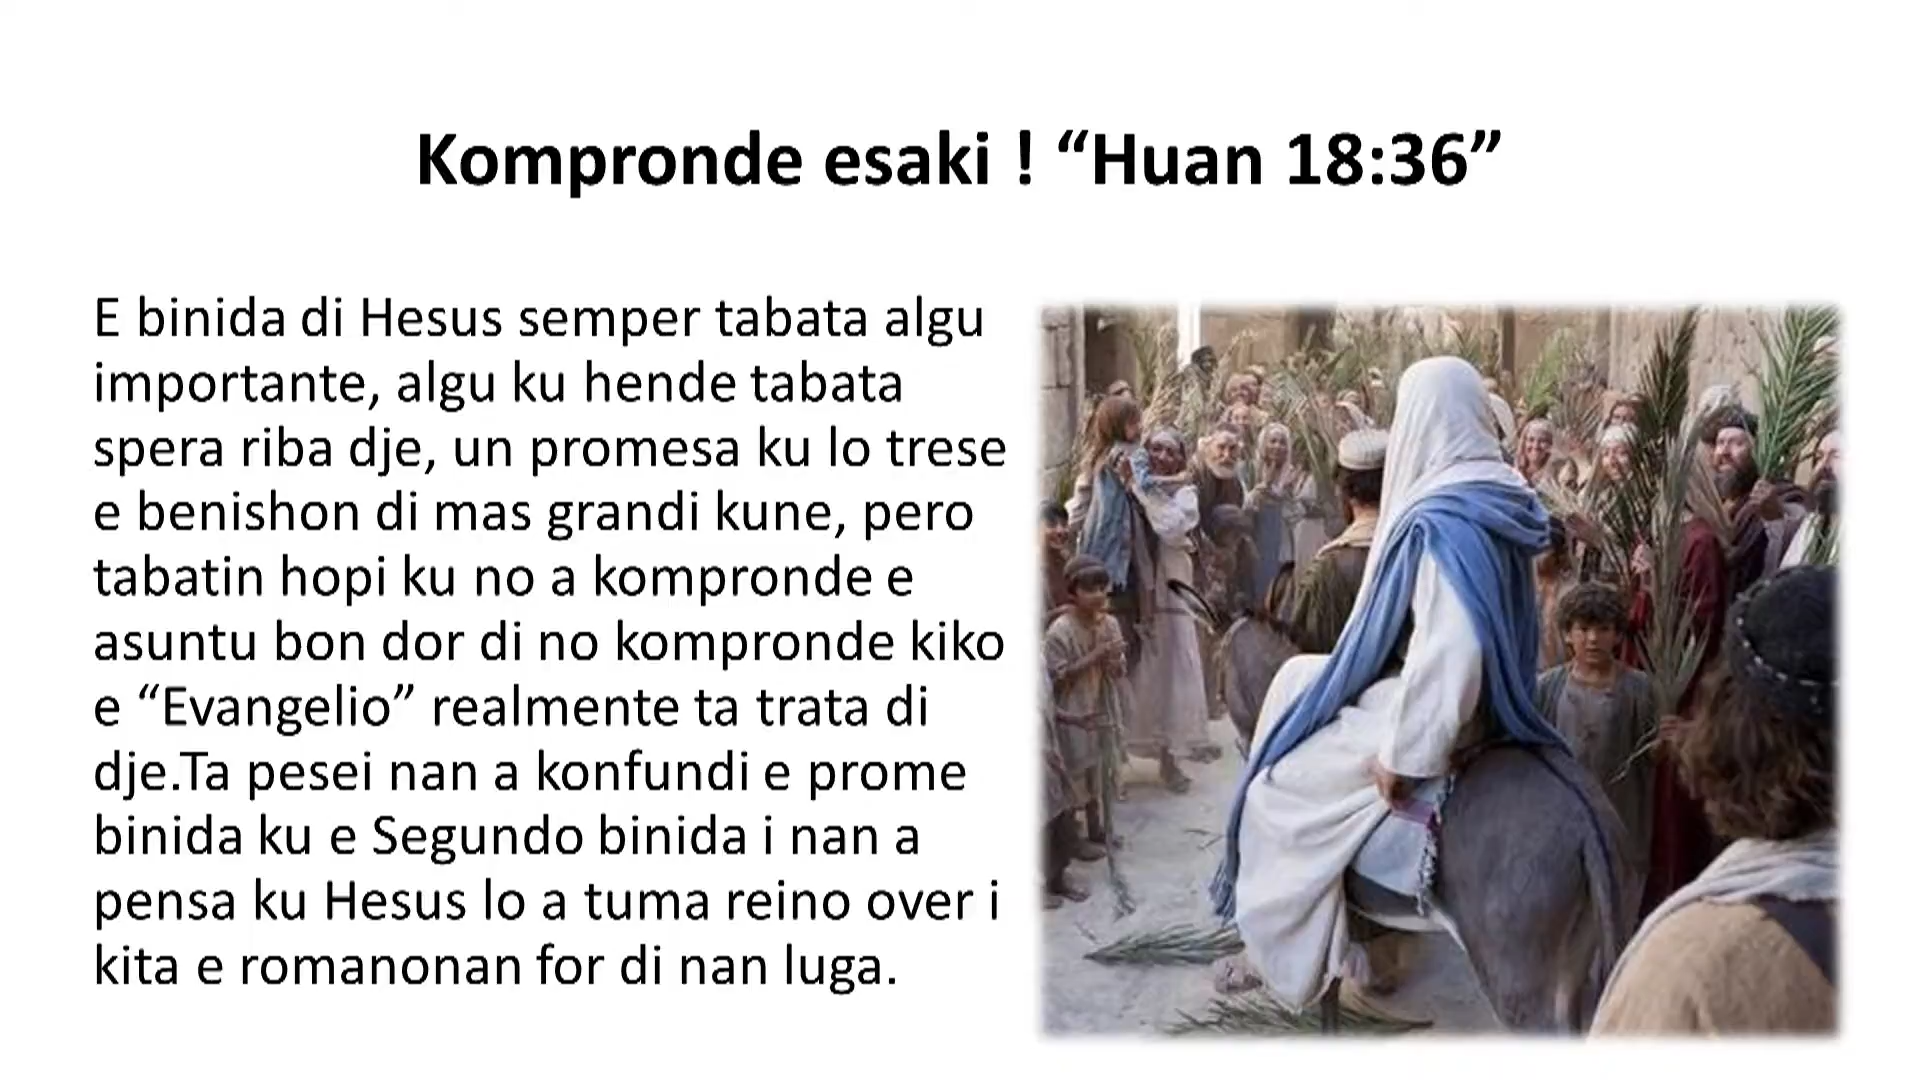 Kompronde esaki ! “Huan 18:36”
E binida di Hesus semper tabata algu
importante, algu ku hende tabata
spera riba dje, un promesa ku lo trese
e benishon di mas grandi kune, pero
tabatin hopi ku no a kompronde e
asuntu bon dor di no kompronde kiko
e “Evangelio” realmente ta trata di
dje.Ta pesei nan a konfundi e prome
binida ku e Segundo binida i nan a
pensa ku Hesus lo a tuma reino over i
kita e romanonan for di nan luga.